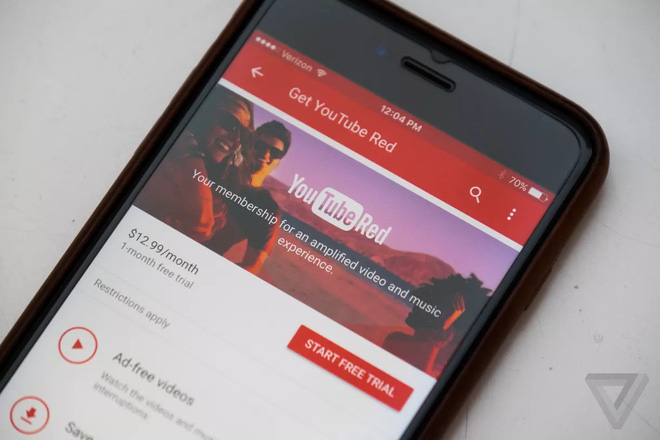 Verizon
12:04 PM
70%
Get YouTube Red
YouTube Red
Your membership for an amplified video and music
experience.
$12.99/month
1-month free trial
Restrictions apply
START FREE TRIAL
Ad-free videos
Watch the videos and music
interruptions.
Save